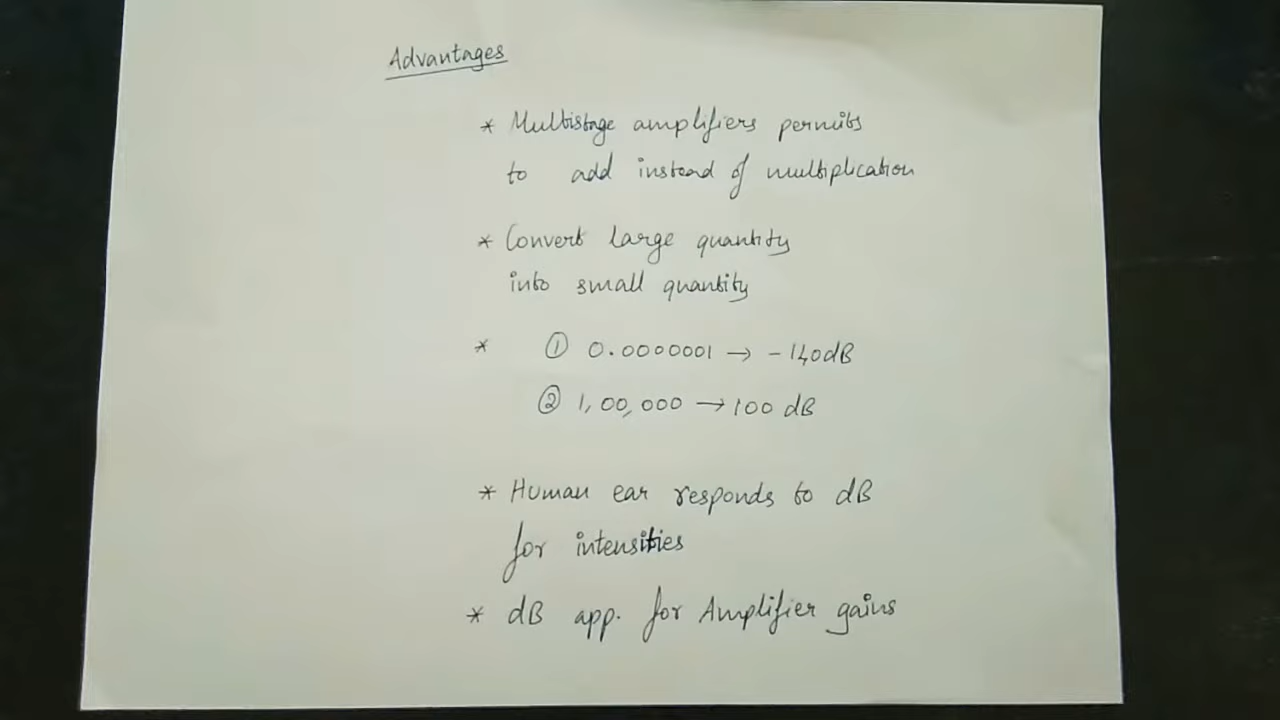 Advantages
* Multistage amplifiers permits
to add instead of multiplication
* Convert large quantity
into small quantity
* ① 0.0000001 → -140dB
② 1,00,000 → 100 dB
* Human ear responds to dB
for intensities
* dB app. for Amplifier gains